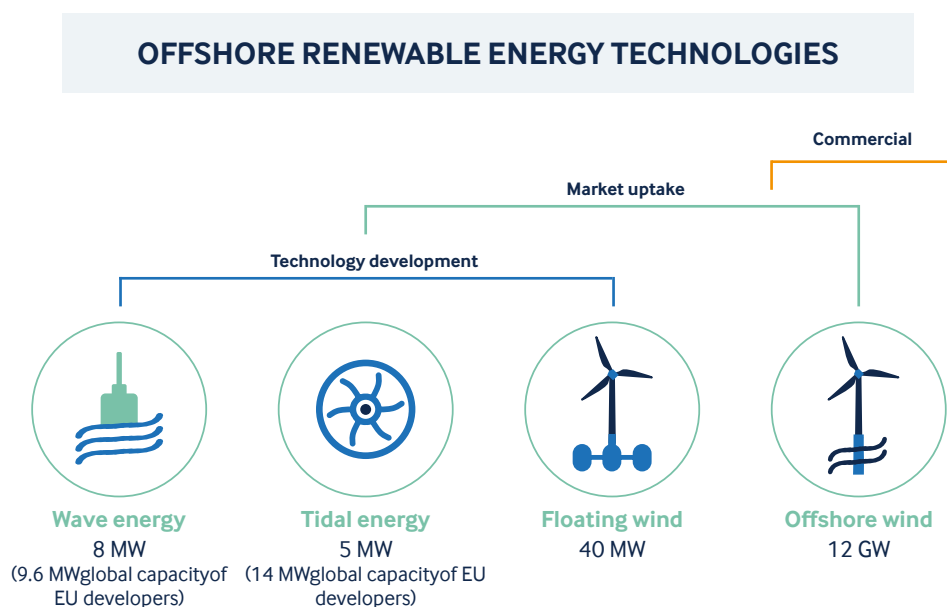 OFFSHORE RENEWABLE ENERGY TECHNOLOGIES
Commercial
Market uptake
Technology development
Wave energy
8 MW
(9.6 MWglobal capacityof
EU developers)
Tidal energy
5 MW
(14 MWglobal capacityof EU
developers)
Floating wind
40 MW
Offshore wind
12 GW